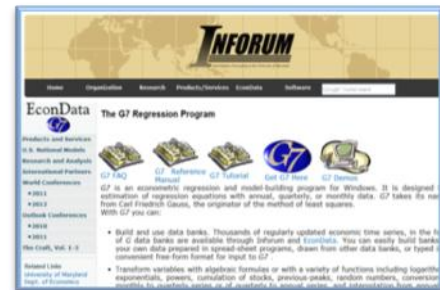 INFORUM
Home Organization Research Products/Services EconData Software
EconData
G7
Products and Services
U.S. National Models
Research and Analysis
International Partners
World Conferences
2012
2011
Outlook Conferences
2010
2011
The Craft, Vol. 1-3
Related Links
University of Maryland
Dept. of Economics
The G7 Regression Program
G7
G7 FAQ
G7 Reference Manual
G7 Tutorial
Get G7 Here
G7 Demos
G7 is an econometric regression and model-building program for Windows. It is designed
estimation of regression equations with annual, quarterly, or monthly data. G7 takes its na
from Carl Friedrich Gauss, the originator of the method of least squares.
With G7 you can:
Build and use data banks. Thousands of regularly updated economic time series, in the fo
of G data banks are available through Inforum and EconData. You can easily build banks
your own data prepared in spread-sheet programs, drawn from other data banks, or typed
convenient free-form format for input to G7.
Transform variables with algebraic formulas or with a variety of functions including logarithm
exponentials, powers, cumulation of stocks, previous peaks, random numbers, conversion